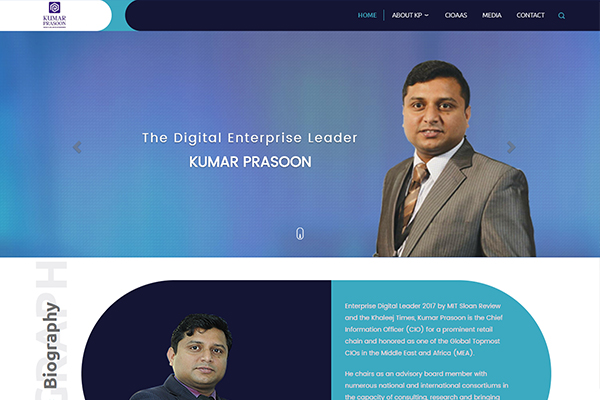 KUMAR
PRASOON
HOME
ABOUT KP
CIOAAS
MEDIA
CONTACT
The Digital Enterprise Leader
KUMAR PRASOON
Biography
Enterprise Digital Leader 2017 by MIT Sloan Review
and the Khaleej Times, Kumar Prasoon is the Chief
Information Officer (CIO) for a prominent retail
chain and honored as one of the Global Topmost
CIOs in the Middle East and Africa (MEA).
He chairs as an advisory board member with
numerous national and international consortiums in
the capacity of consulting, research and bringing